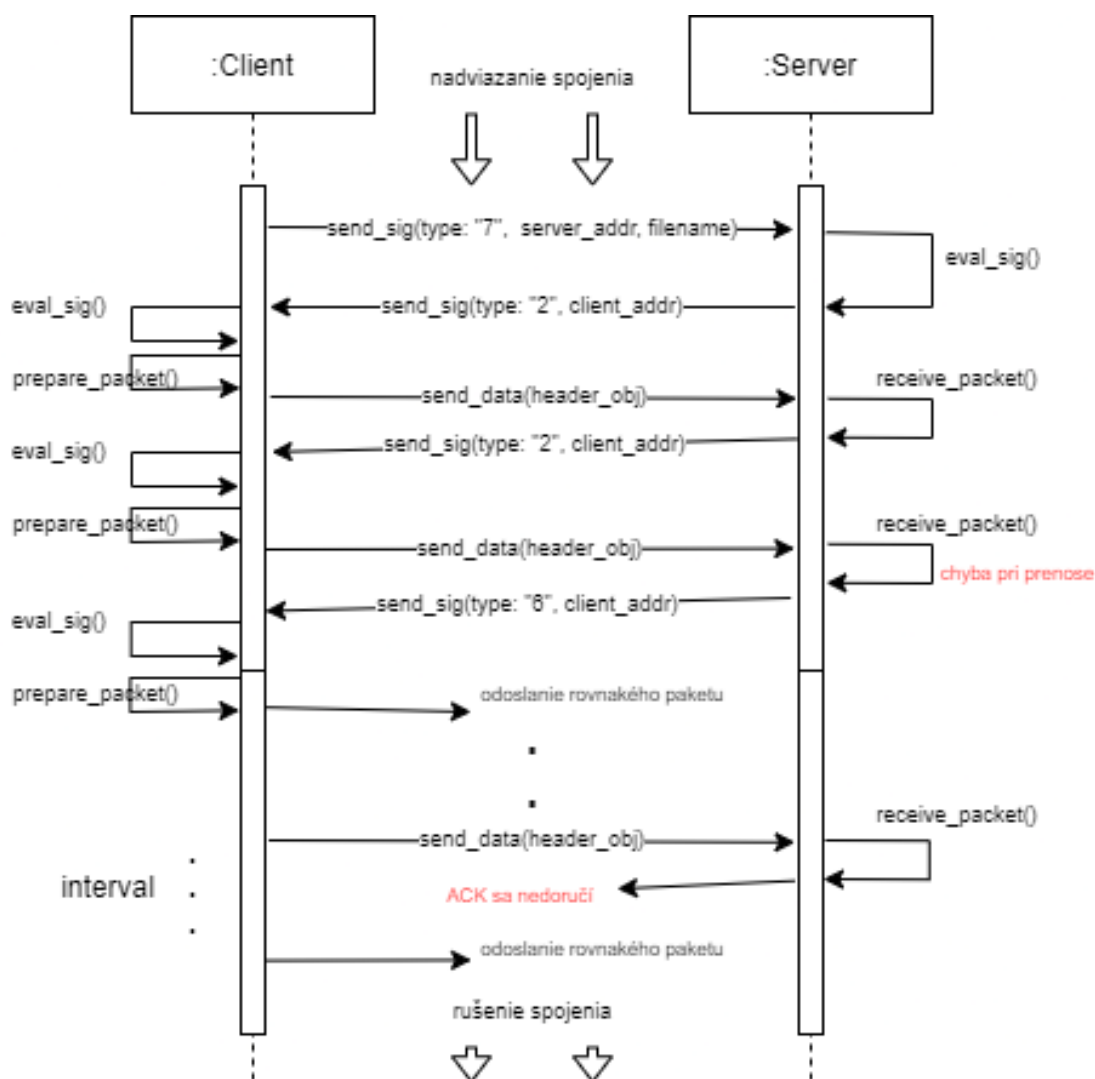 :Client
:Server
nadviazanie spojenia
send_sig(type: "7",  server_addr, filename)
eval_sig()
eval_sig()
send_sig(type: "2", client_addr)
prepare_packet()
receive_packet()
send_data(header_obj)
send_sig(type: "2", client_addr)
eval_sig()
prepare_packet()
receive_packet()
send_data(header_obj)
chyba pri prenose
send_sig(type: "6", client_addr)
eval_sig()
prepare_packet()
odoslanie rovnakého paketu
receive_packet()
send_data(header_obj)
interval
ACK sa nedoručí
odoslanie rovnakého paketu
rušenie spojenia